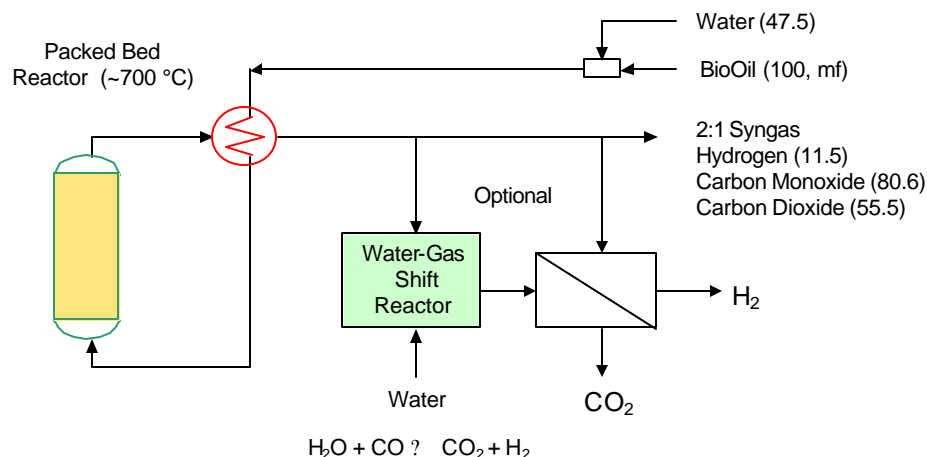 Water (47.5)
Packed Bed
Reactor (~700 °C)
BioOil (100, mf)
2:1 Syngas
Hydrogen (11.5)
Carbon Monoxide (80.6)
Carbon Dioxide (55.5)
Optional
Water-Gas
Shift
Reactor
H₂
Water
CO₂
H₂O + CO ? CO₂ + H₂